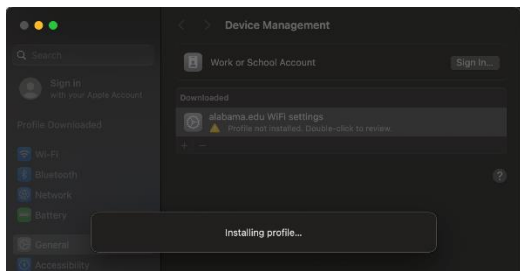 Device Management
Search
Work or School Account
Sign In...
Sign in
with your Apple Account
Downloaded
alabama.edu WiFi settings
Profile not installed. Double-click to review.
Profile Downloaded
+ −
Wi-Fi
Bluetooth
?
Network
Battery
Installing profile...
General
Accessibility